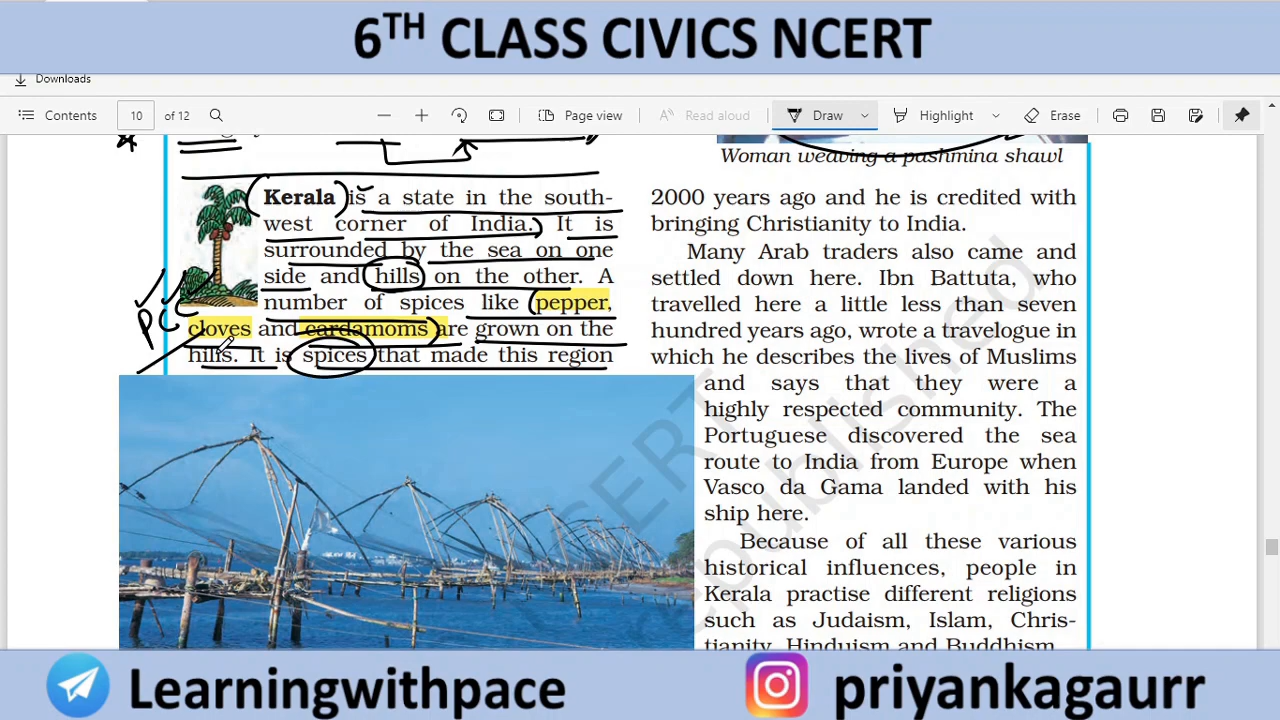 6TH CLASS CIVICS NCERT
Downloads
Contents
10
of 12
Page view
Read aloud
Draw
Highlight
Erase
Woman weaving a pashmina shawl
Kerala is a state in the south-
west corner of India. It is
surrounded by the sea on one
side and hills on the other. A
number of spices like pepper,
cloves and cardamoms are grown on the
hills. It is spices that made this region
2000 years ago and he is credited with
bringing Christianity to India.
Many Arab traders also came and
settled down here. Ibn Battuta, who
travelled here a little less than seven
hundred years ago, wrote a travelogue in
which he describes the lives of Muslims
and says that they were a
highly respected community. The
Portuguese discovered the sea
route to India from Europe when
Vasco da Gama landed with his
ship here.
Because of all these various
historical influences, people in
Kerala practise different religions
such as Judaism, Islam, Chris-
tianity, Hinduism and Buddhism.
Learningwithpace
priyankagaurr